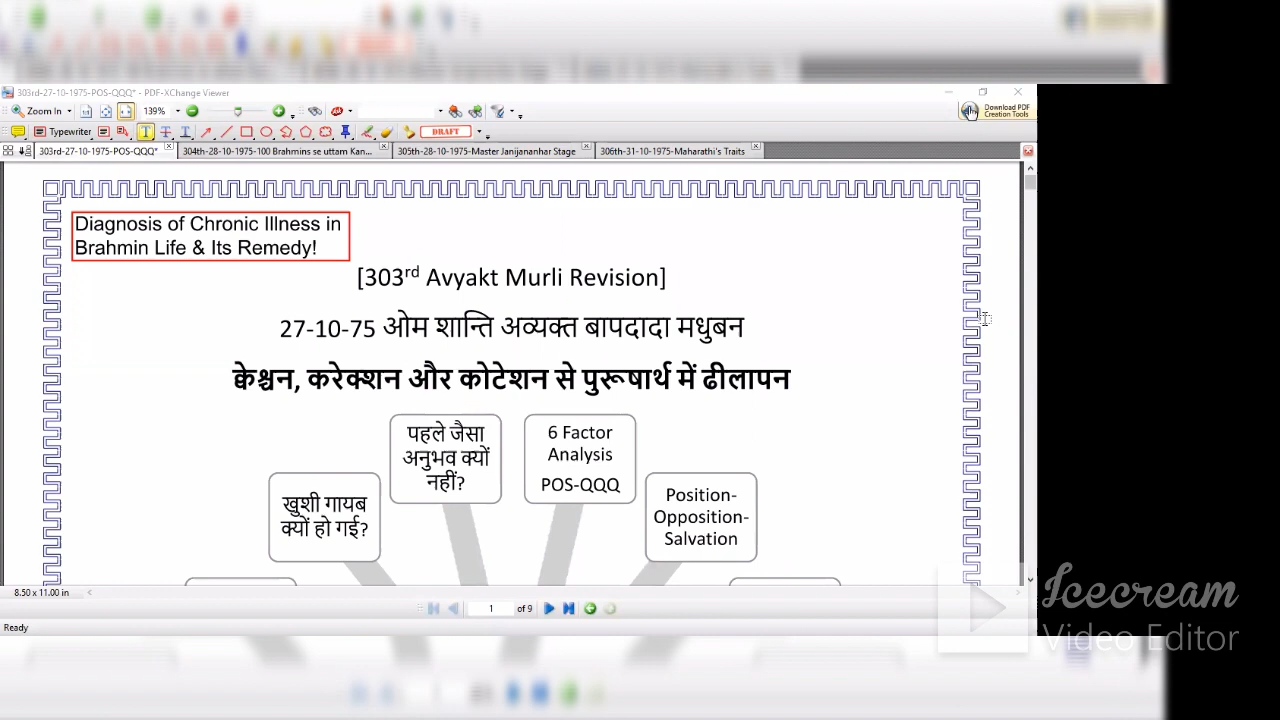 303rd-27-10-1975-POS-QQQ* - PDF-XChange Viewer
Zoom In
139%
Download PDF
Creation Tools
Typewriter
DRAFT
303rd-27-10-1975-POS-QQQ*
304th-28-10-1975-100 Brahmins se uttam Kan...
305th-28-10-1975-Master Janijananhar Stage
306th-31-10-1975-Maharathi's Traits
Diagnosis of Chronic Illness in
Brahmin Life & Its Remedy!
[303rd Avyakt Murli Revision]
27-10-75 ओम शान्ति अव्यक्त बापदादा मधुबन
क्वेश्चन, करेक्शन और कोटेशन से पुरूषार्थ में ढीलापन
पहले जैसा
अनुभव क्यों
नहीं?
6 Factor
Analysis
POS-QQQ
खुशी गायब
क्यों हो गई?
Position-
Opposition-
Salvation
8.50 x 11.00 in
1
of 9
Ready
Icecream
Video Editor